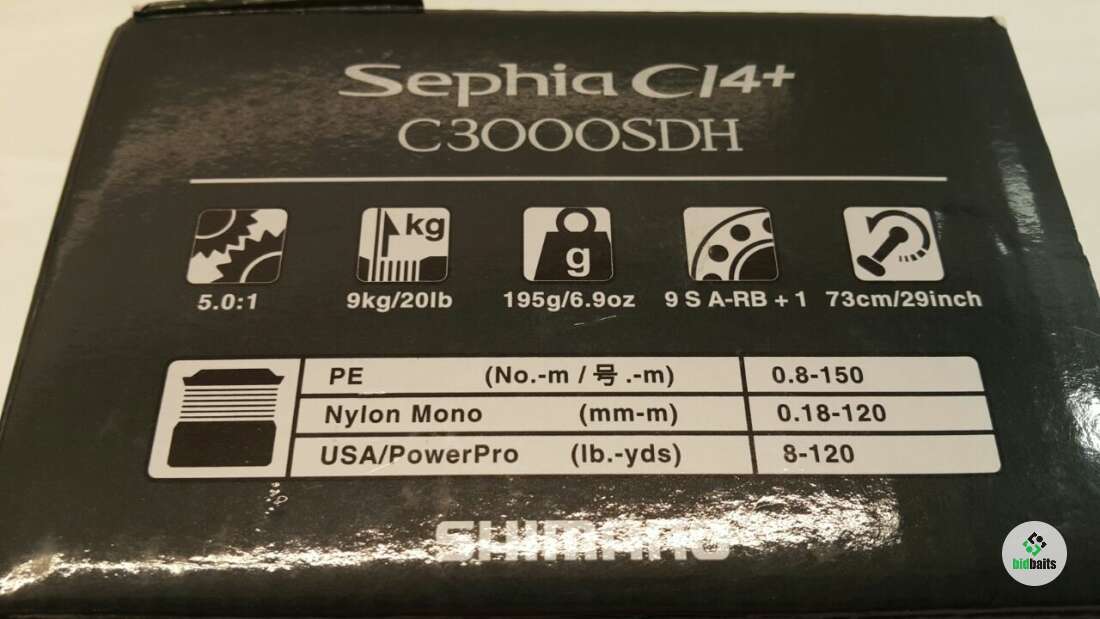 Sephia CI4+
C3000SDH
kg
g
5.0:1
9kg/20lb
195g/6.9oz
9 S A-RB + 1
73cm/29inch
PE (No.-m / 号.-m) 0.8-150
Nylon Mono (mm-m) 0.18-120
USA/PowerPro (lb.-yds) 8-120
SHIMANO
bidbaits